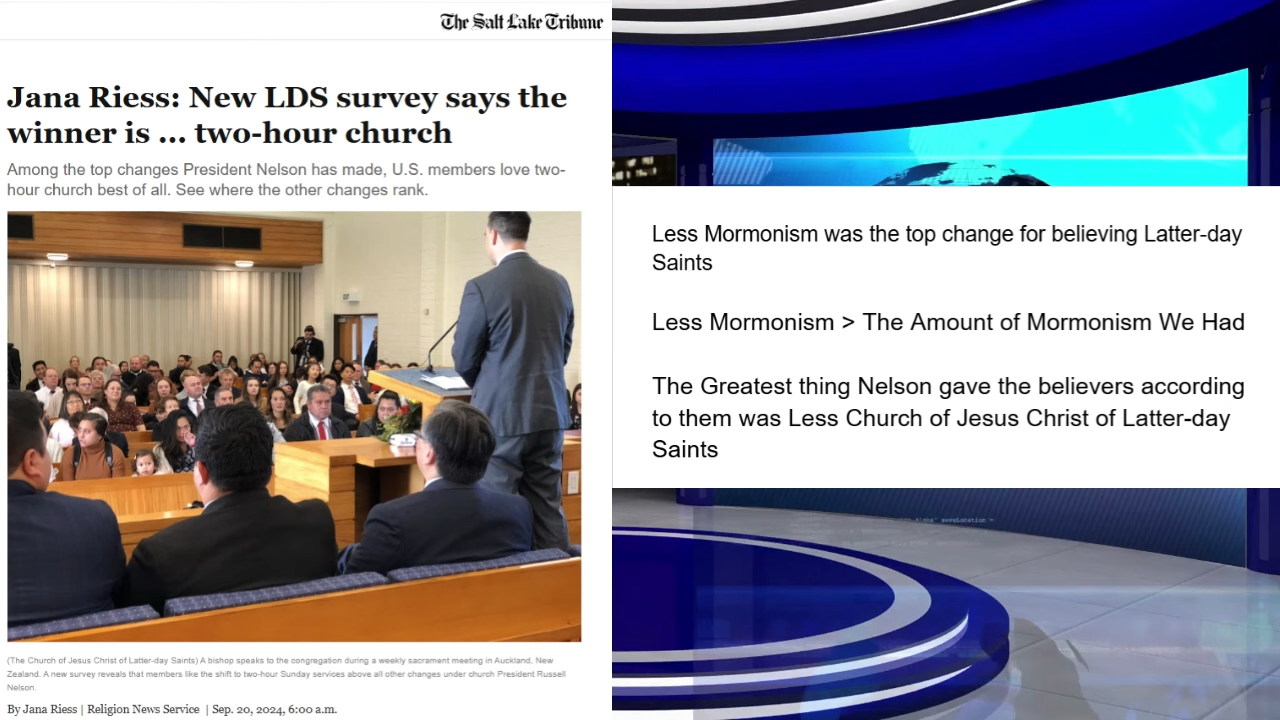 The Salt Lake Tribune
Jana Riess: New LDS survey says the
winner is ... two-hour church
Among the top changes President Nelson has made, U.S. members love two-
hour church best of all. See where the other changes rank.
(The Church of Jesus Christ of Latter-day Saints) A bishop speaks to the congregation during a weekly sacrament meeting in Auckland, New
Zealand. A new survey reveals that members like the shift to two-hour Sunday services above all other changes under church President Russell
Nelson.
By Jana Riess | Religion News Service | Sep. 20, 2024, 6:00 a.m.
Less Mormonism was the top change for believing Latter-day
Saints
Less Mormonism > The Amount of Mormonism We Had
The Greatest thing Nelson gave the believers according
to them was Less Church of Jesus Christ of Latter-day
Saints